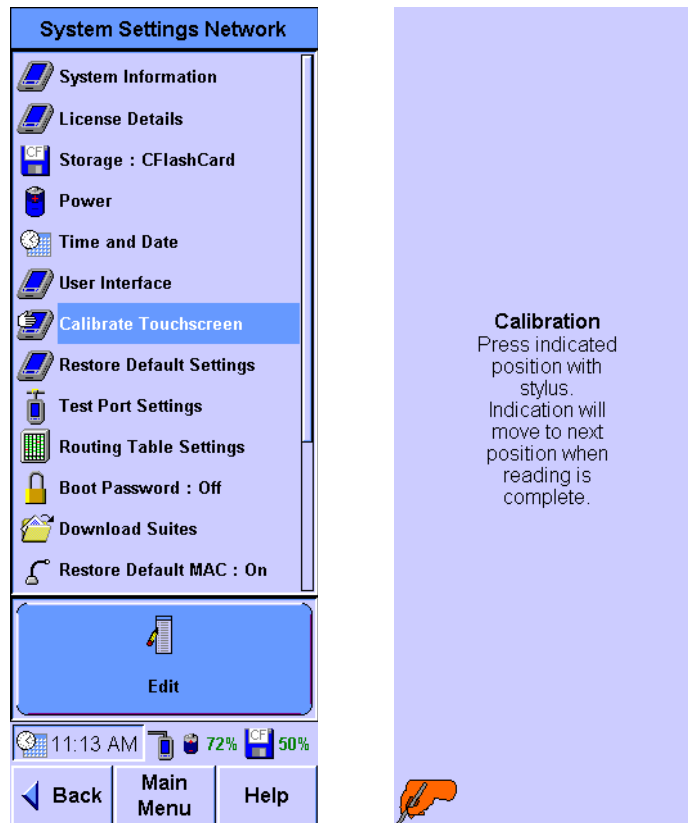 System Settings Network
System Information
License Details
CF
Storage : CFlashCard
Power
Time and Date
User Interface
Calibrate Touchscreen
Restore Default Settings
Test Port Settings
Routing Table Settings
Boot Password : Off
Download Suites
Restore Default MAC : On
Edit
11:13 AM 72% CF 50%
Back
Main
Menu
Help
Calibration
Press indicated
position with
stylus.
Indication will
move to next
position when
reading is
complete.